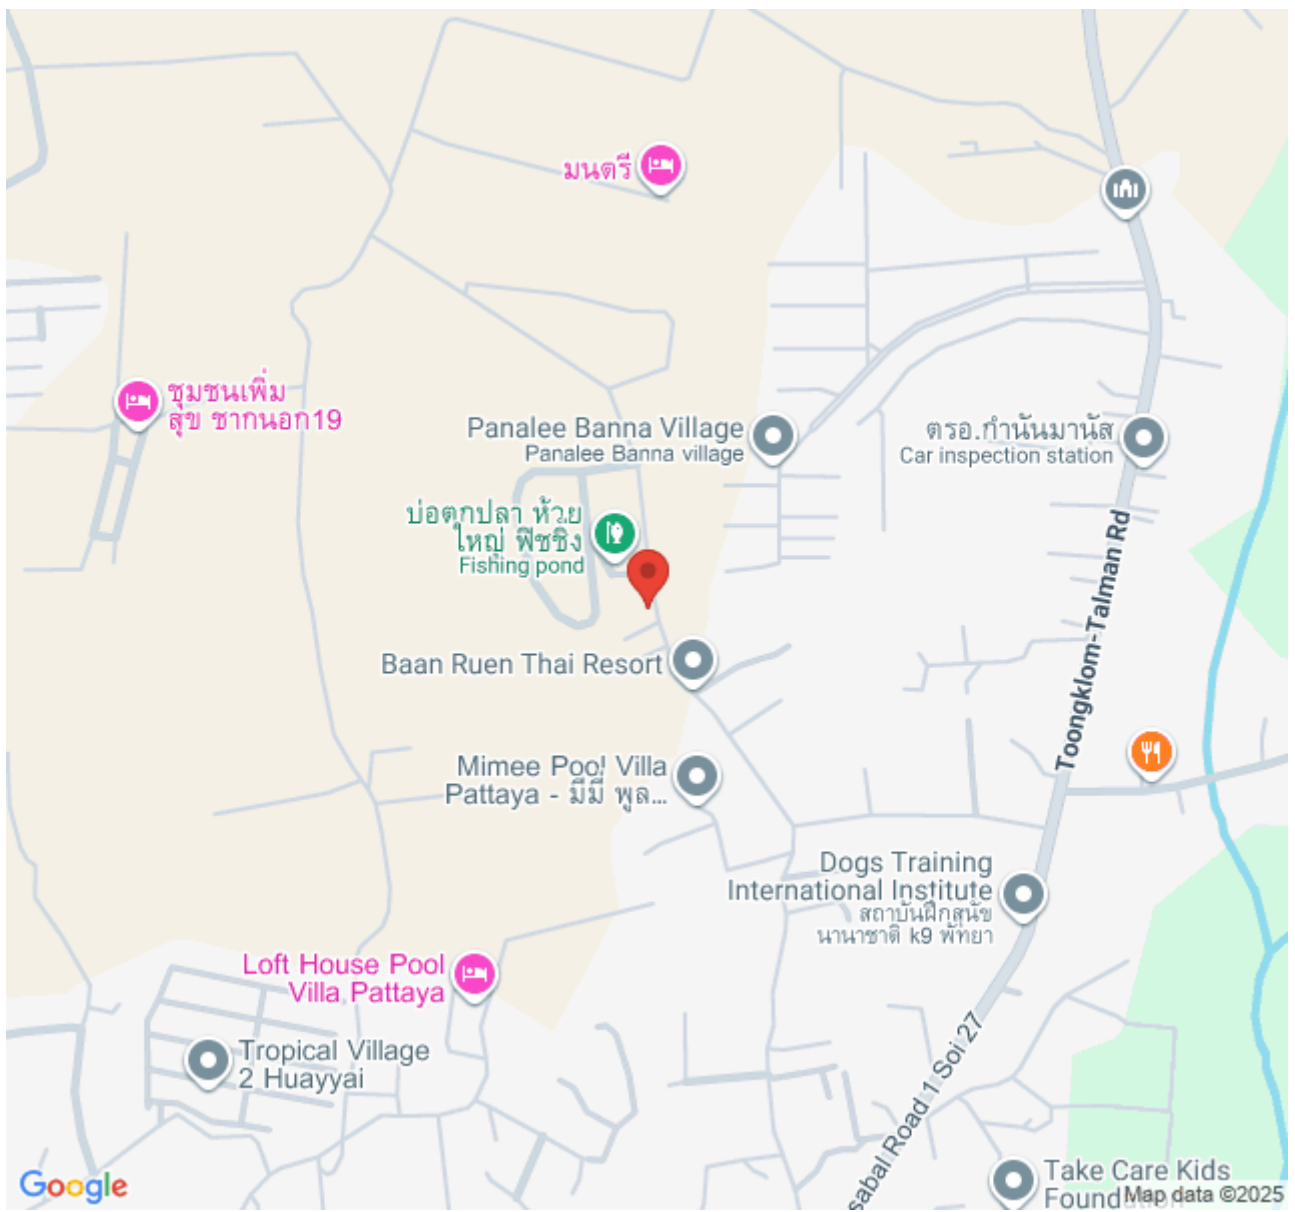 มนตรี
ชุมชนเพิ่ม
สุข ชากนอก19
Panalee Banna Village
Panalee Banna village
ตรอ.กำนันมานัส
Car inspection station
บ่อตกปลา ห้วย
ใหญ่ ฟิชชิ่ง
Fishing pond
Toongklom-Talman Rd
Baan Ruen Thai Resort
Mimee Pool Villa
Pattaya - มีมี่ พูล...
Dogs Training
International Institute
สถาบันฝึกสุนัข
นานาชาติ k9 พัทยา
Loft House Pool
Villa Pattaya
Tropical Village
2 Huayyai
sabal Road 1 Soi 27
Take Care Kids
Foundation
Google
Map data ©2025